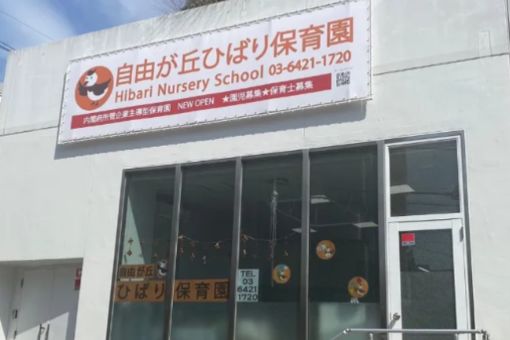 自由が丘ひばり保育園
Hibari Nursery School 03-6421-1720
内閣府所管企業主導型保育園 NEW OPEN ★園児募集★保育士募集
自由が丘
ひばり保育園
TEL
03
6421
1720